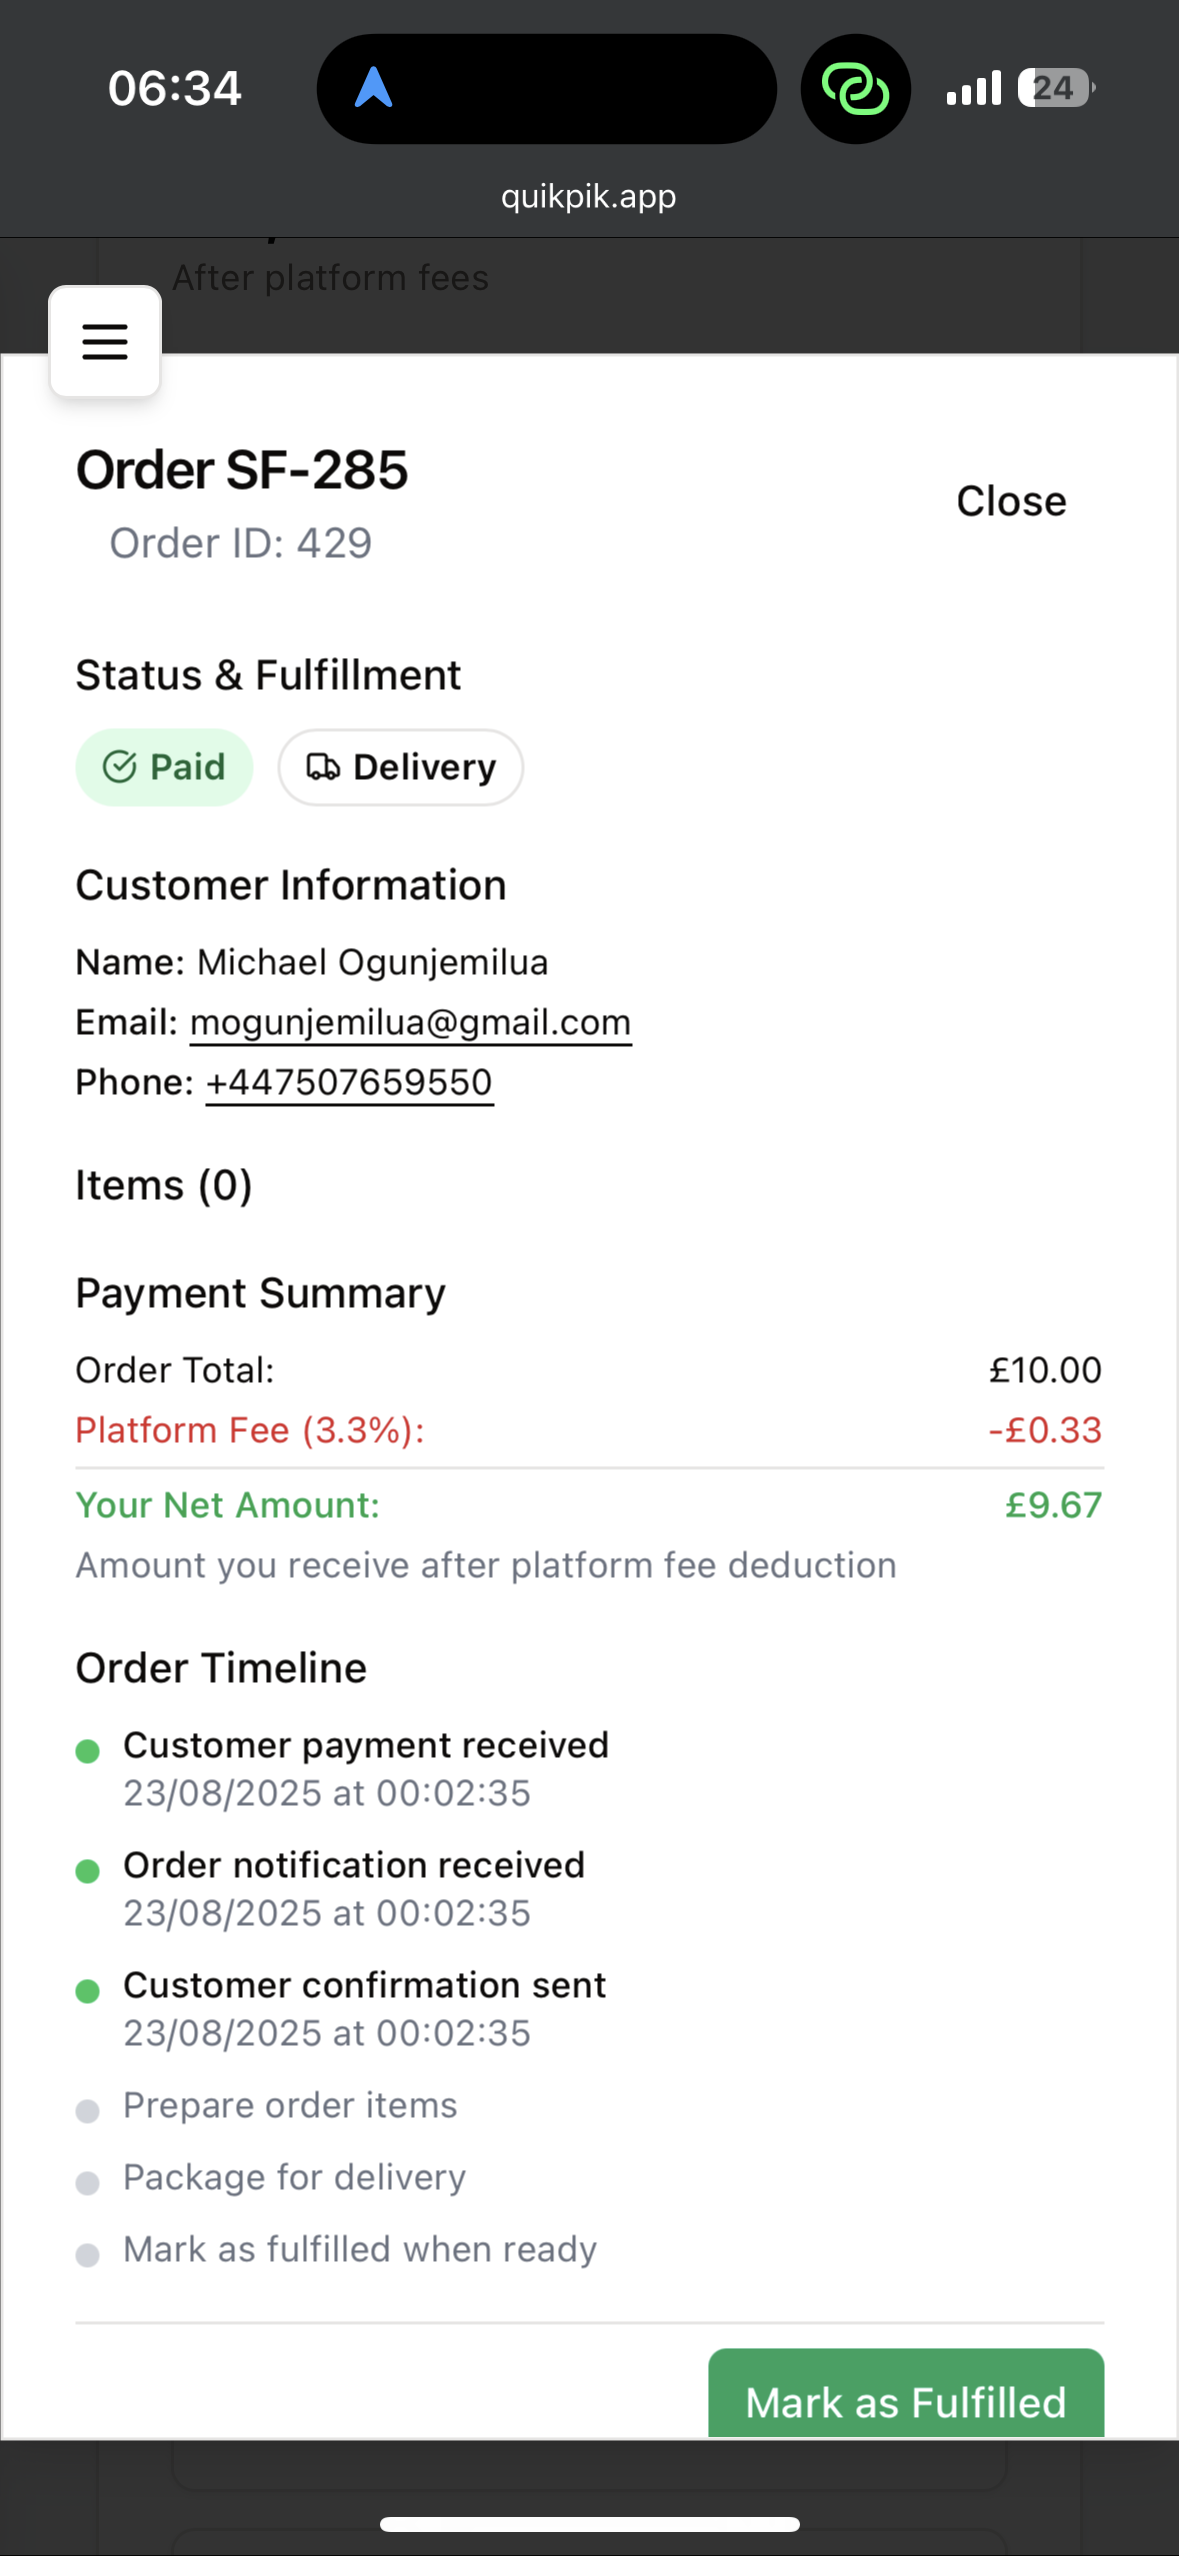 06:34
24
quikpik.app
After platform fees
Order SF-285
Close
Order ID: 429
Status & Fulfillment
Paid
Delivery
Customer Information
Name: Michael Ogunjemilua
Email: mogunjemilua@gmail.com
Phone: +447507659550
Items (0)
Payment Summary
Order Total: £10.00
Platform Fee (3.3%): -£0.33
Your Net Amount: £9.67
Amount you receive after platform fee deduction
Order Timeline
Customer payment received
23/08/2025 at 00:02:35
Order notification received
23/08/2025 at 00:02:35
Customer confirmation sent
23/08/2025 at 00:02:35
Prepare order items
Package for delivery
Mark as fulfilled when ready
Mark as Fulfilled